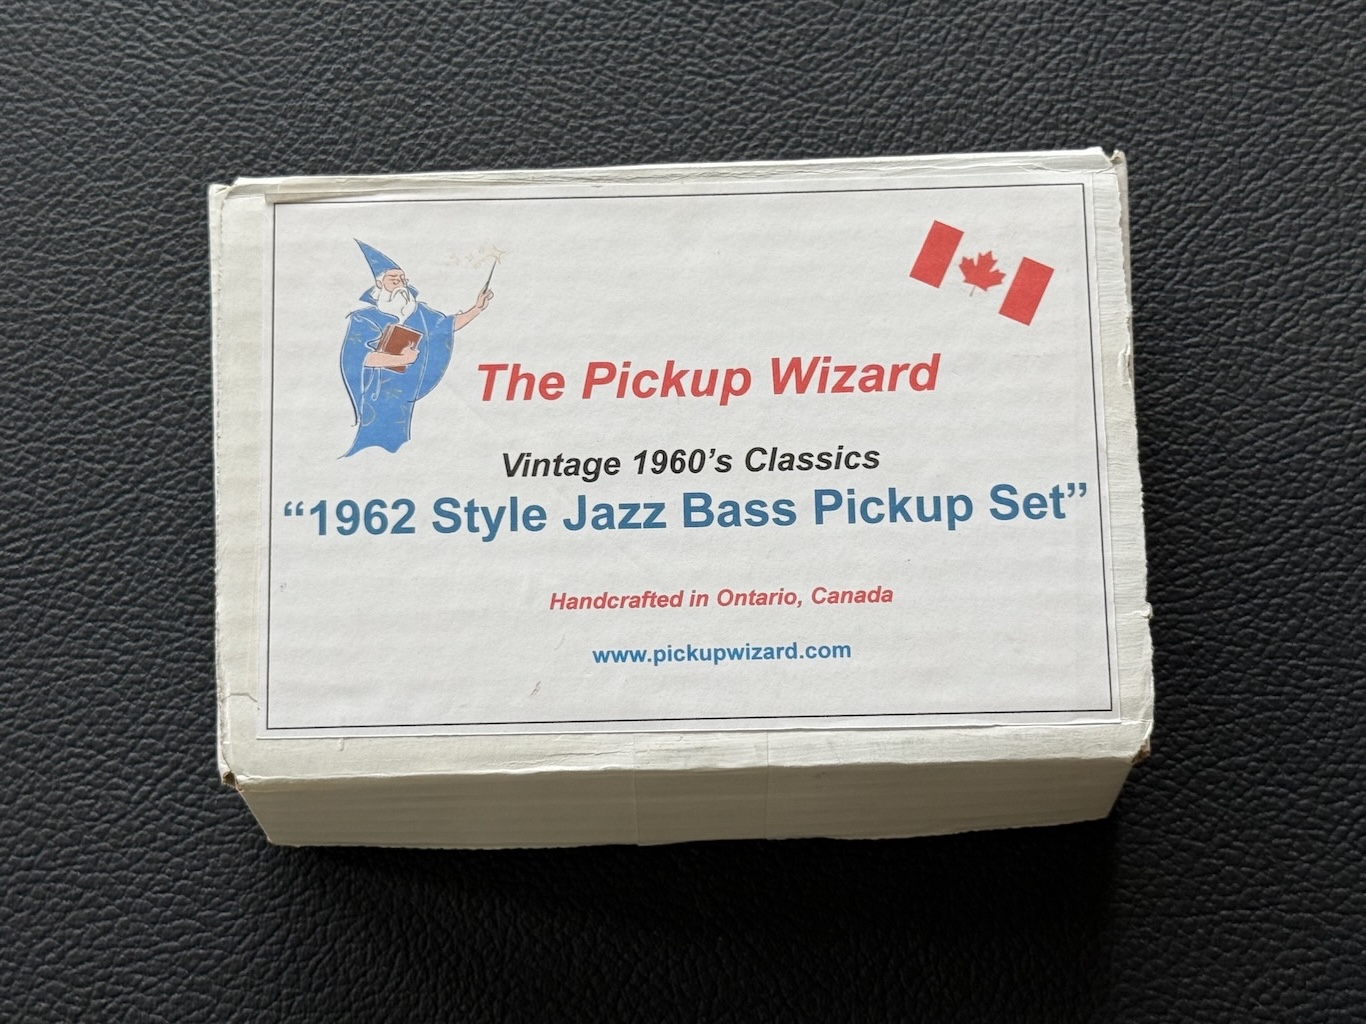 The Pickup Wizard
Vintage 1960’s Classics
“1962 Style Jazz Bass Pickup Set”
Handcrafted in Ontario, Canada
www.pickupwizard.com